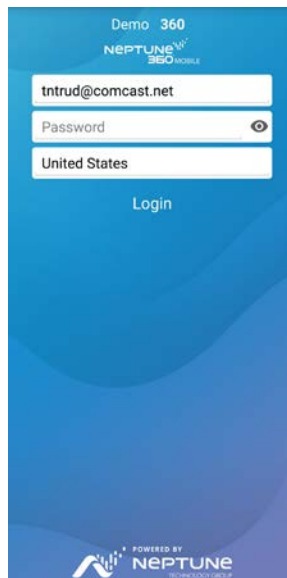 Demo 360
NEPTUNE
360 MOBILE
tntrud@comcast.net
Password
United States
Login
POWERED BY
NEPTUNE
TECHNOLOGY GROUP